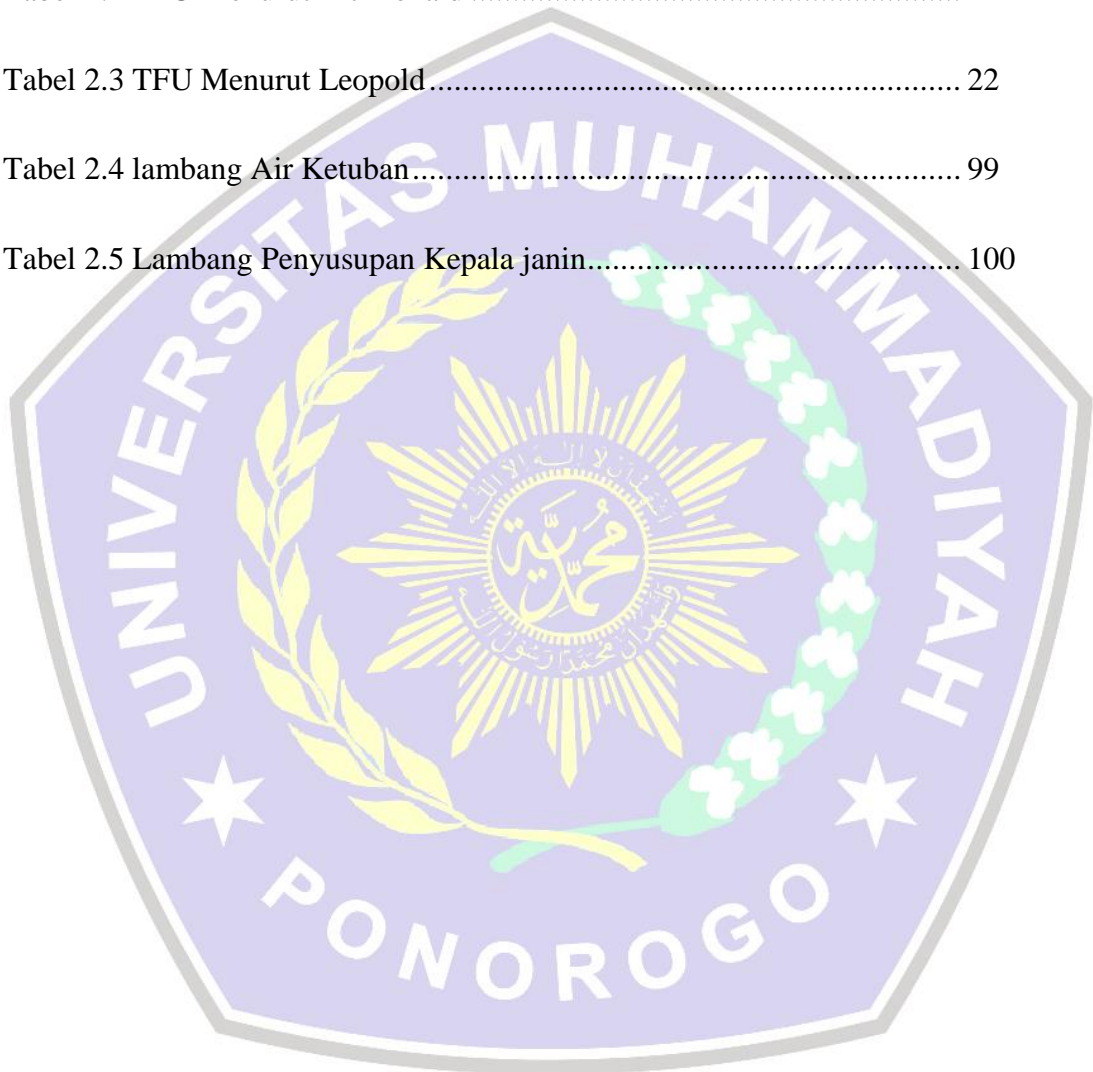 Tabel 2.3 TFU Menurut Leopold................................................................ 22
Tabel 2.4 lambang Air Ketuban.................................................................. 99
Tabel 2.5 Lambang Penyusupan Kepala janin............................................. 100
UNIVERSITAS MUHAMMADIYAH
PONOROGO
محمدية